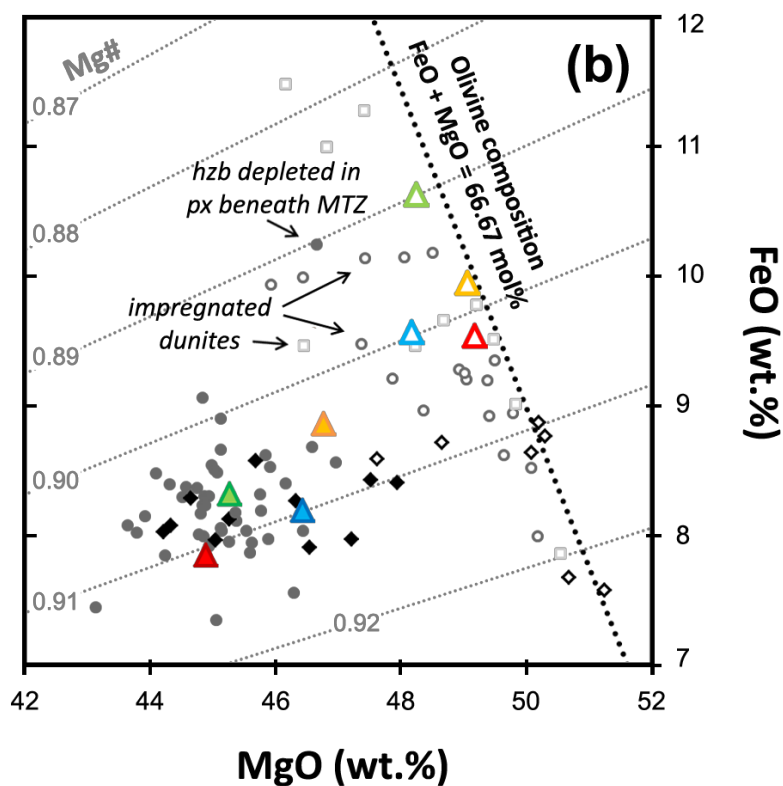 12
(b)
Mg#
0.87
Olivine composition
FeO + MgO = 66.67 mol%
11
hzb depleted in
px beneath MTZ
0.88
10
impregnated
dunites
0.89
FeO (wt.%)
9
0.90
8
0.91
0.92
7
42
44
46
48
50
52
MgO (wt.%)